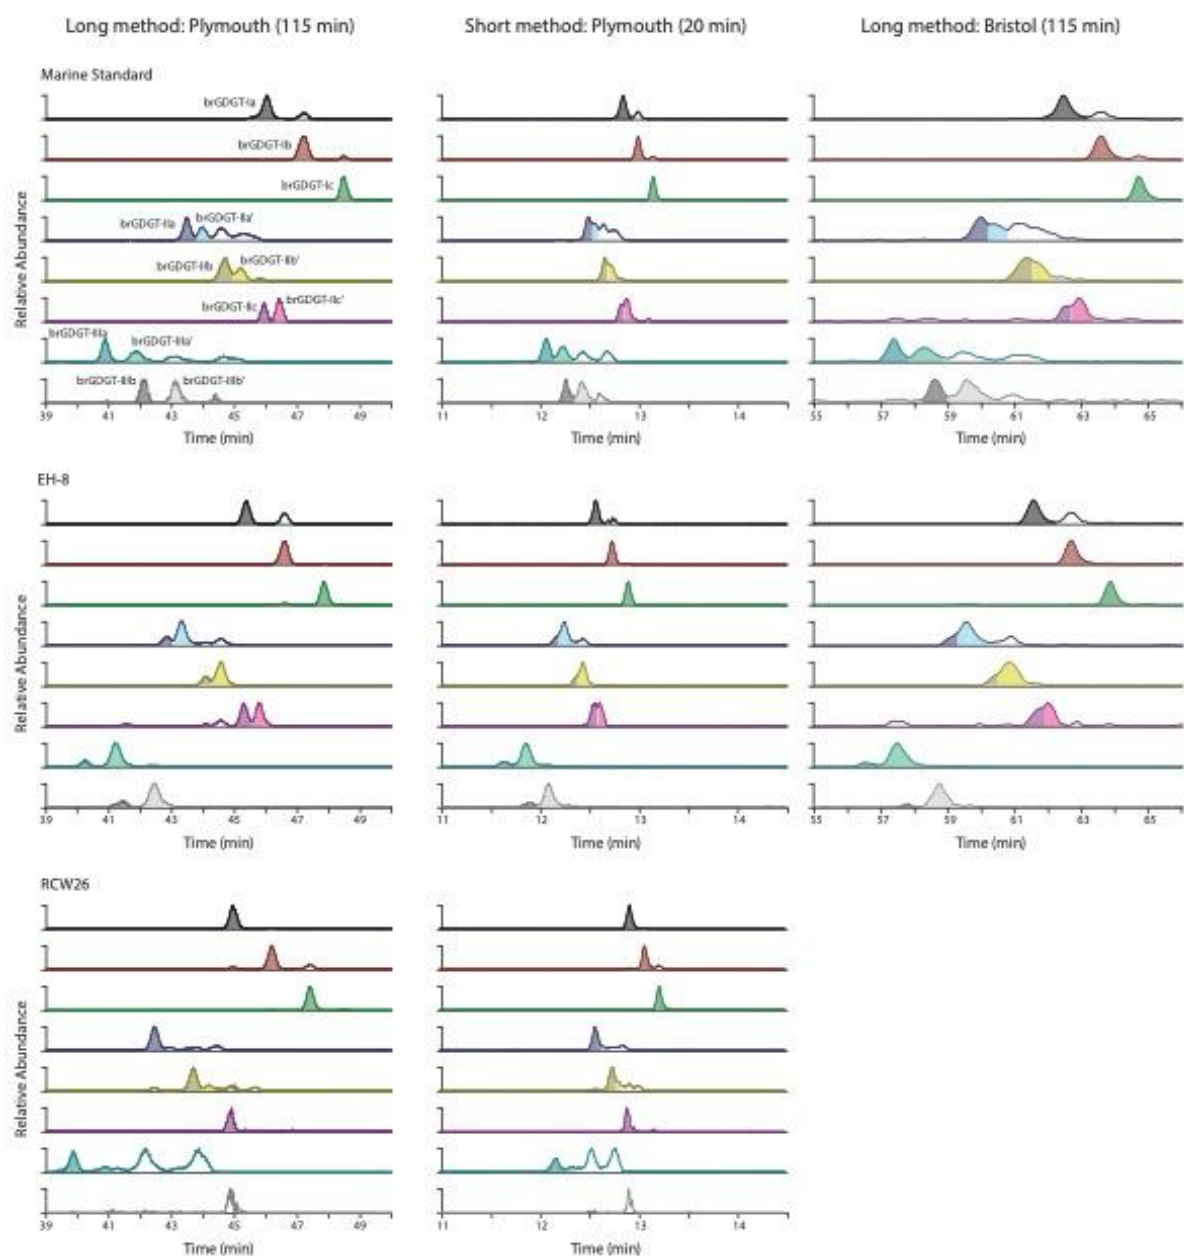 Long method: Plymouth (115 min) Short method: Plymouth (20 min) Long method: Bristol (115 min)
Marine Standard
brGDGT-Ia
brGDGT-Ib
brGDGT-Ic
brGDGT-IIa brGDGT-IIa'
brGDGT-IIb brGDGT-IIb'
brGDGT-IIc brGDGT-IIc'
brGDGT-IIIa brGDGT-IIIa'
brGDGT-IIIb brGDGT-IIIb'
Relative Abundance
39 41 43 45 47 49 11 12 13 14 55 57 59 61 63 65
Time (min) Time (min) Time (min)
EH-8
Relative Abundance
39 41 43 45 47 49 11 12 13 14 55 57 59 61 63 65
Time (min) Time (min) Time (min)
RCW26
Relative Abundance
39 41 43 45 47 49 11 12 13 14
Time (min) Time (min)